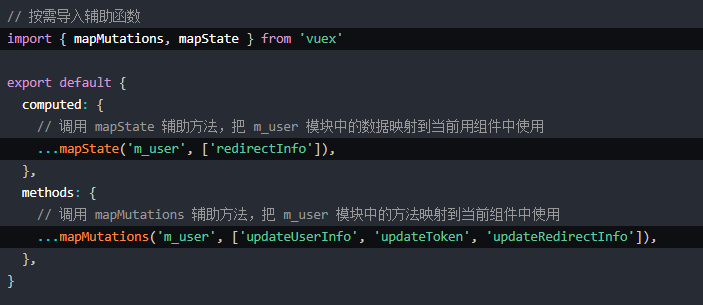 // 按需导入辅助函数
import { mapMutations, mapState } from 'vuex'
export default {
computed: {
// 调用 mapState 辅助方法，把 m_user 模块中的数据映射到当前用组件中使用
...mapState('m_user', ['redirectInfo']),
},
methods: {
// 调用 mapMutations 辅助方法，把 m_user 模块中的方法映射到当前组件中使用
...mapMutations('m_user', ['updateUserInfo', 'updateToken', 'updateRedirectInfo']),
},
}